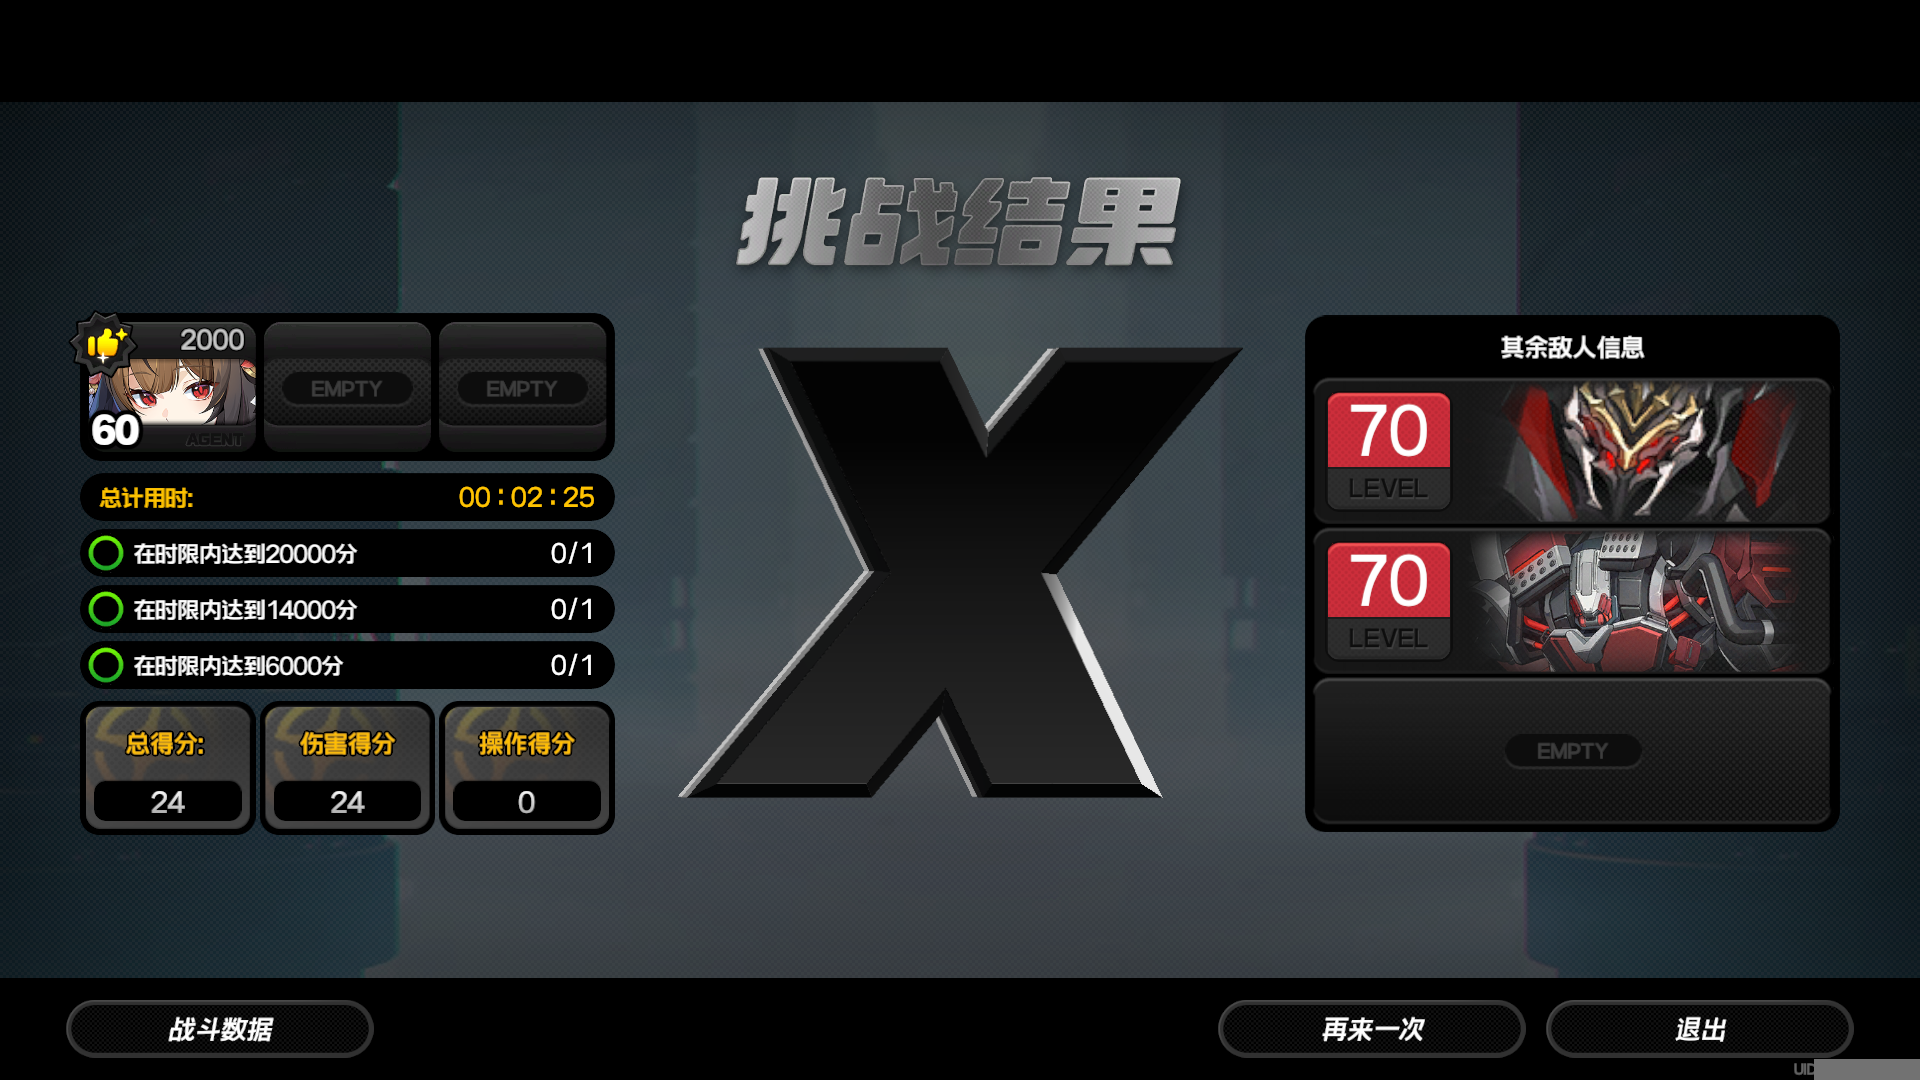 挑战结果
2000
60
AGENT
EMPTY
EMPTY
总计用时:
00:02:25
在时限内达到20000分
0/1
在时限内达到14000分
0/1
在时限内达到6000分
0/1
总得分:
24
伤害得分
24
操作得分
0
X
其余敌人信息
70
LEVEL
70
LEVEL
EMPTY
战斗数据
再来一次
退出
UID